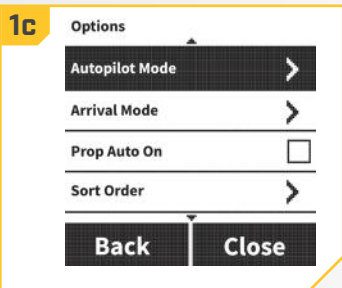 1c
Options
Autopilot Mode
Arrival Mode
Prop Auto On
Sort Order
Back Close